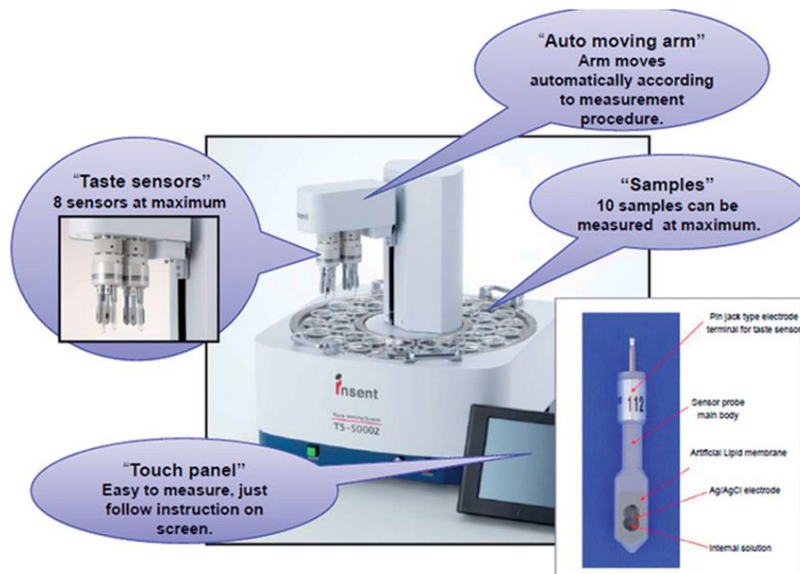 “Auto moving arm”
Arm moves
automatically according
to measurement
procedure.
“Taste sensors”
8 sensors at maximum
“Samples”
10 samples can be
measured at maximum.
insent
Taste Sensing System
TS-5000Z
“Touch panel”
Easy to measure, just
follow instruction on
screen.
Pin jack type electrode
terminal for taste sensor
112
Sensor probe
main body
Artificial Lipid membrane
Ag/AgCl electrode
Internal solution